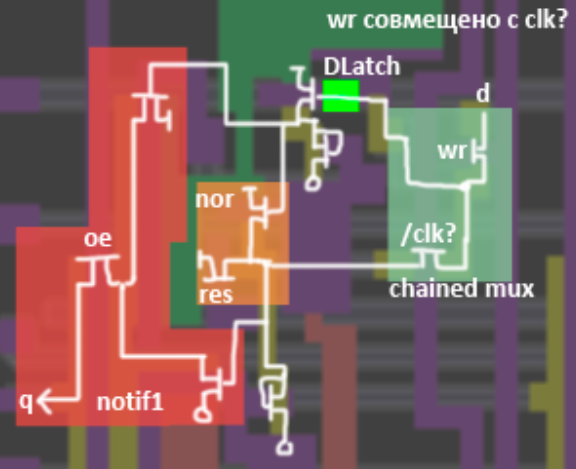 wr совмещено с clk?
DLatch
d
wr
nor
oe
/clk?
res
chained mux
q
notif1